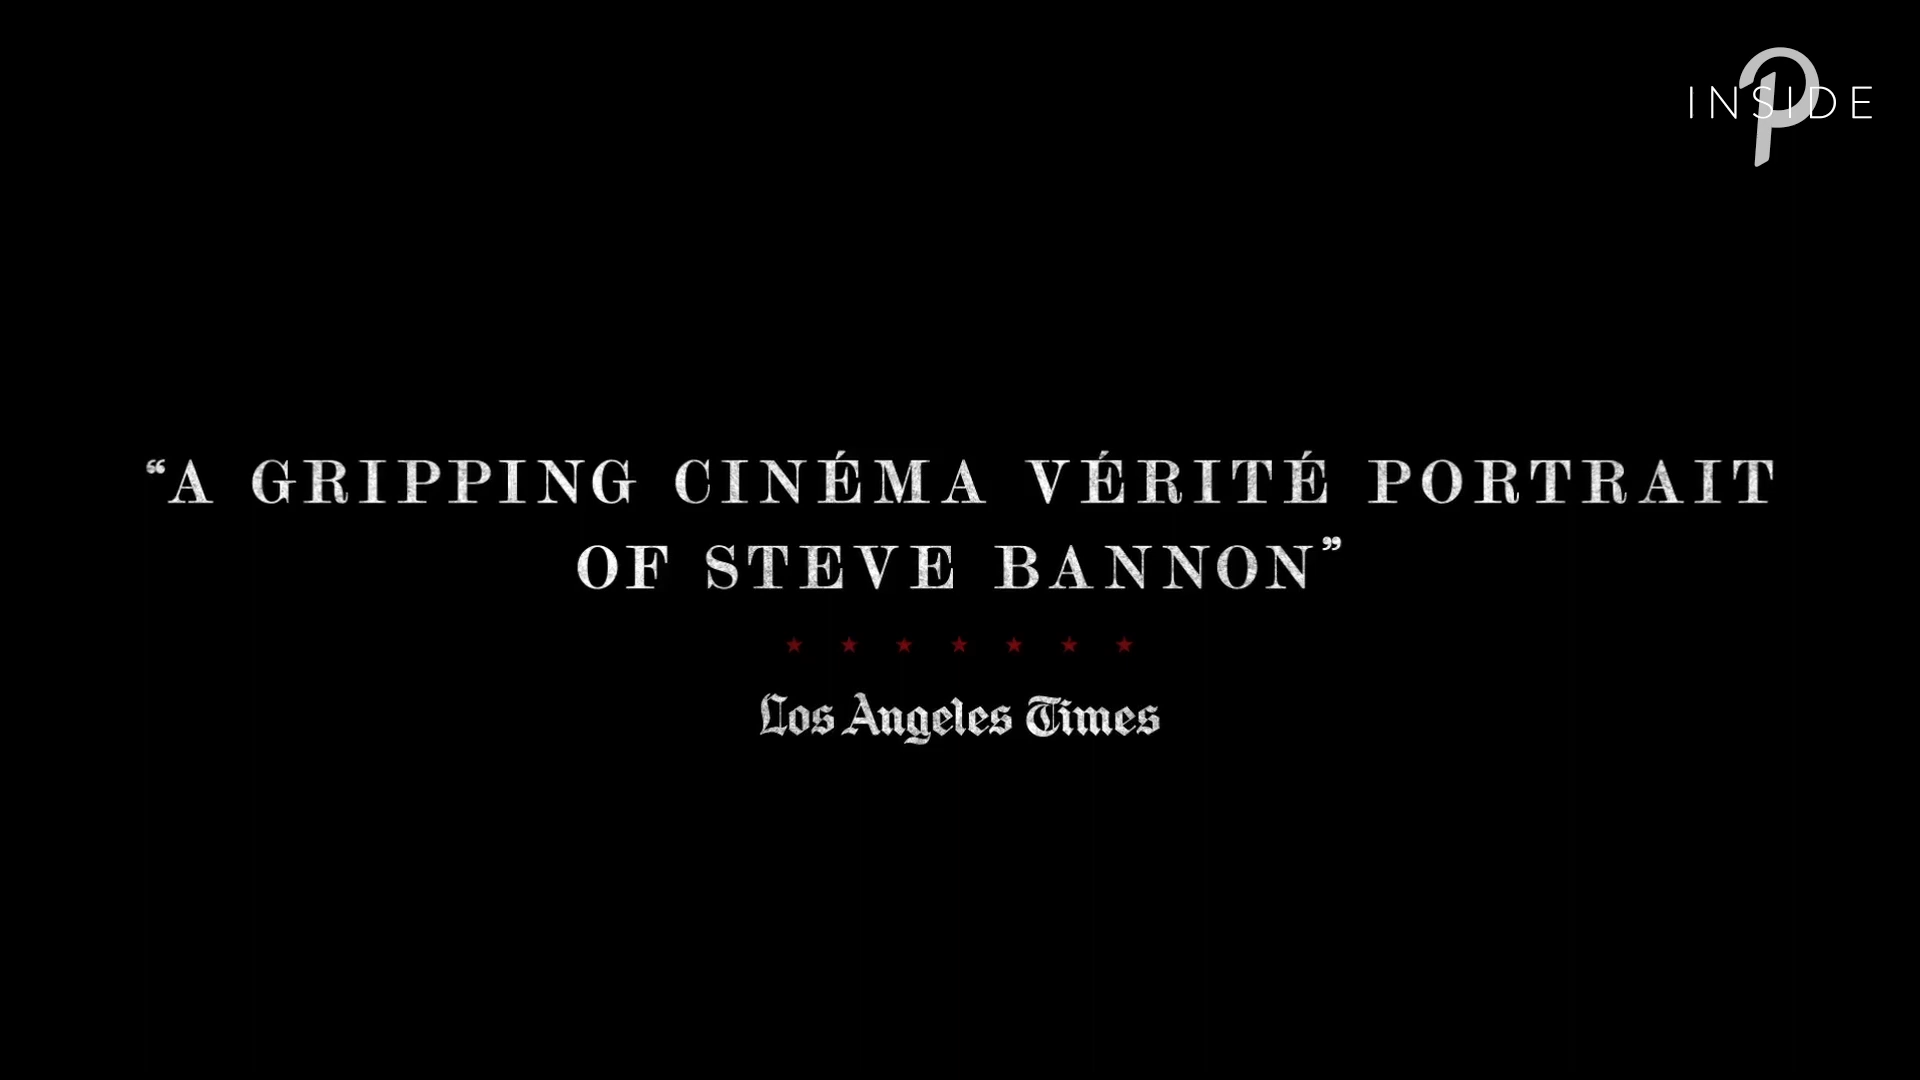 INSIDE
“A GRIPPING CINÉMA VÉRITÉ PORTRAIT
OF STEVE BANNON”
Los Angeles Times